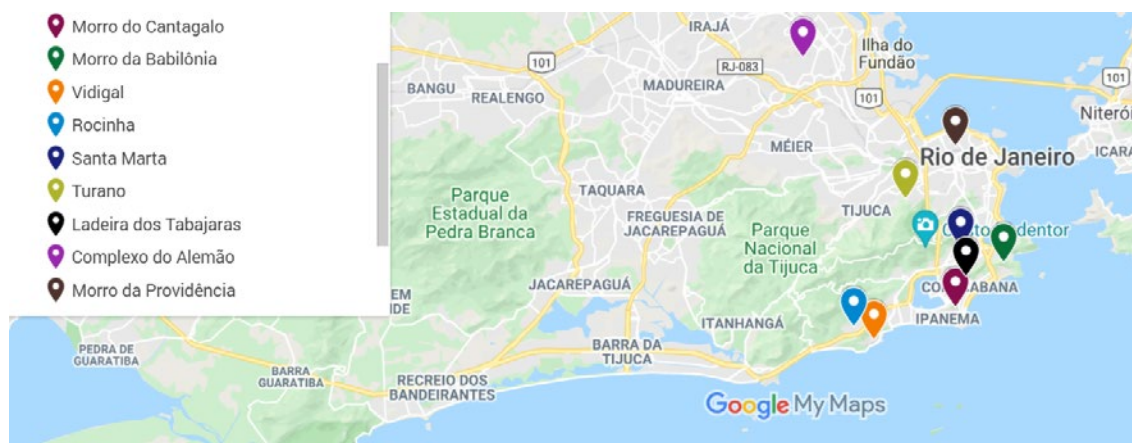 Morro do Cantagalo
Morro da Babilônia
Vidigal
Rocinha
Santa Marta
Turano
Ladeira dos Tabajaras
Complexo do Alemão
Morro da Providência
IRAJÁ
Ilha do
Fundão
101
RJ-083
101
101
BANGU
REALENGO
MADUREIRA
Niteró
MÉIER
Rio de Janeiro
ICARA
TAQUARA
Parque
Estadual da
Pedra Branca
FREGUESIA DE
JACAREPAGUÁ
TIJUCA
Parque
Nacional
da Tijuca
JACAREPAGUÁ
IPANEMA
ITANHANGÁ
PEDRA DE
GUARATIBA
BARRA DA
TIJUCA
BARRA
GUARATIBA
RECREIO DOS
BANDEIRANTES
Google My Maps